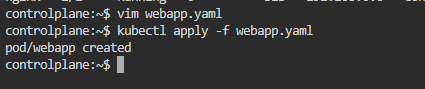 controlplane:~$ vim webapp.yaml
controlplane:~$ kubectl apply -f webapp.yaml
pod/webapp created
controlplane:~$